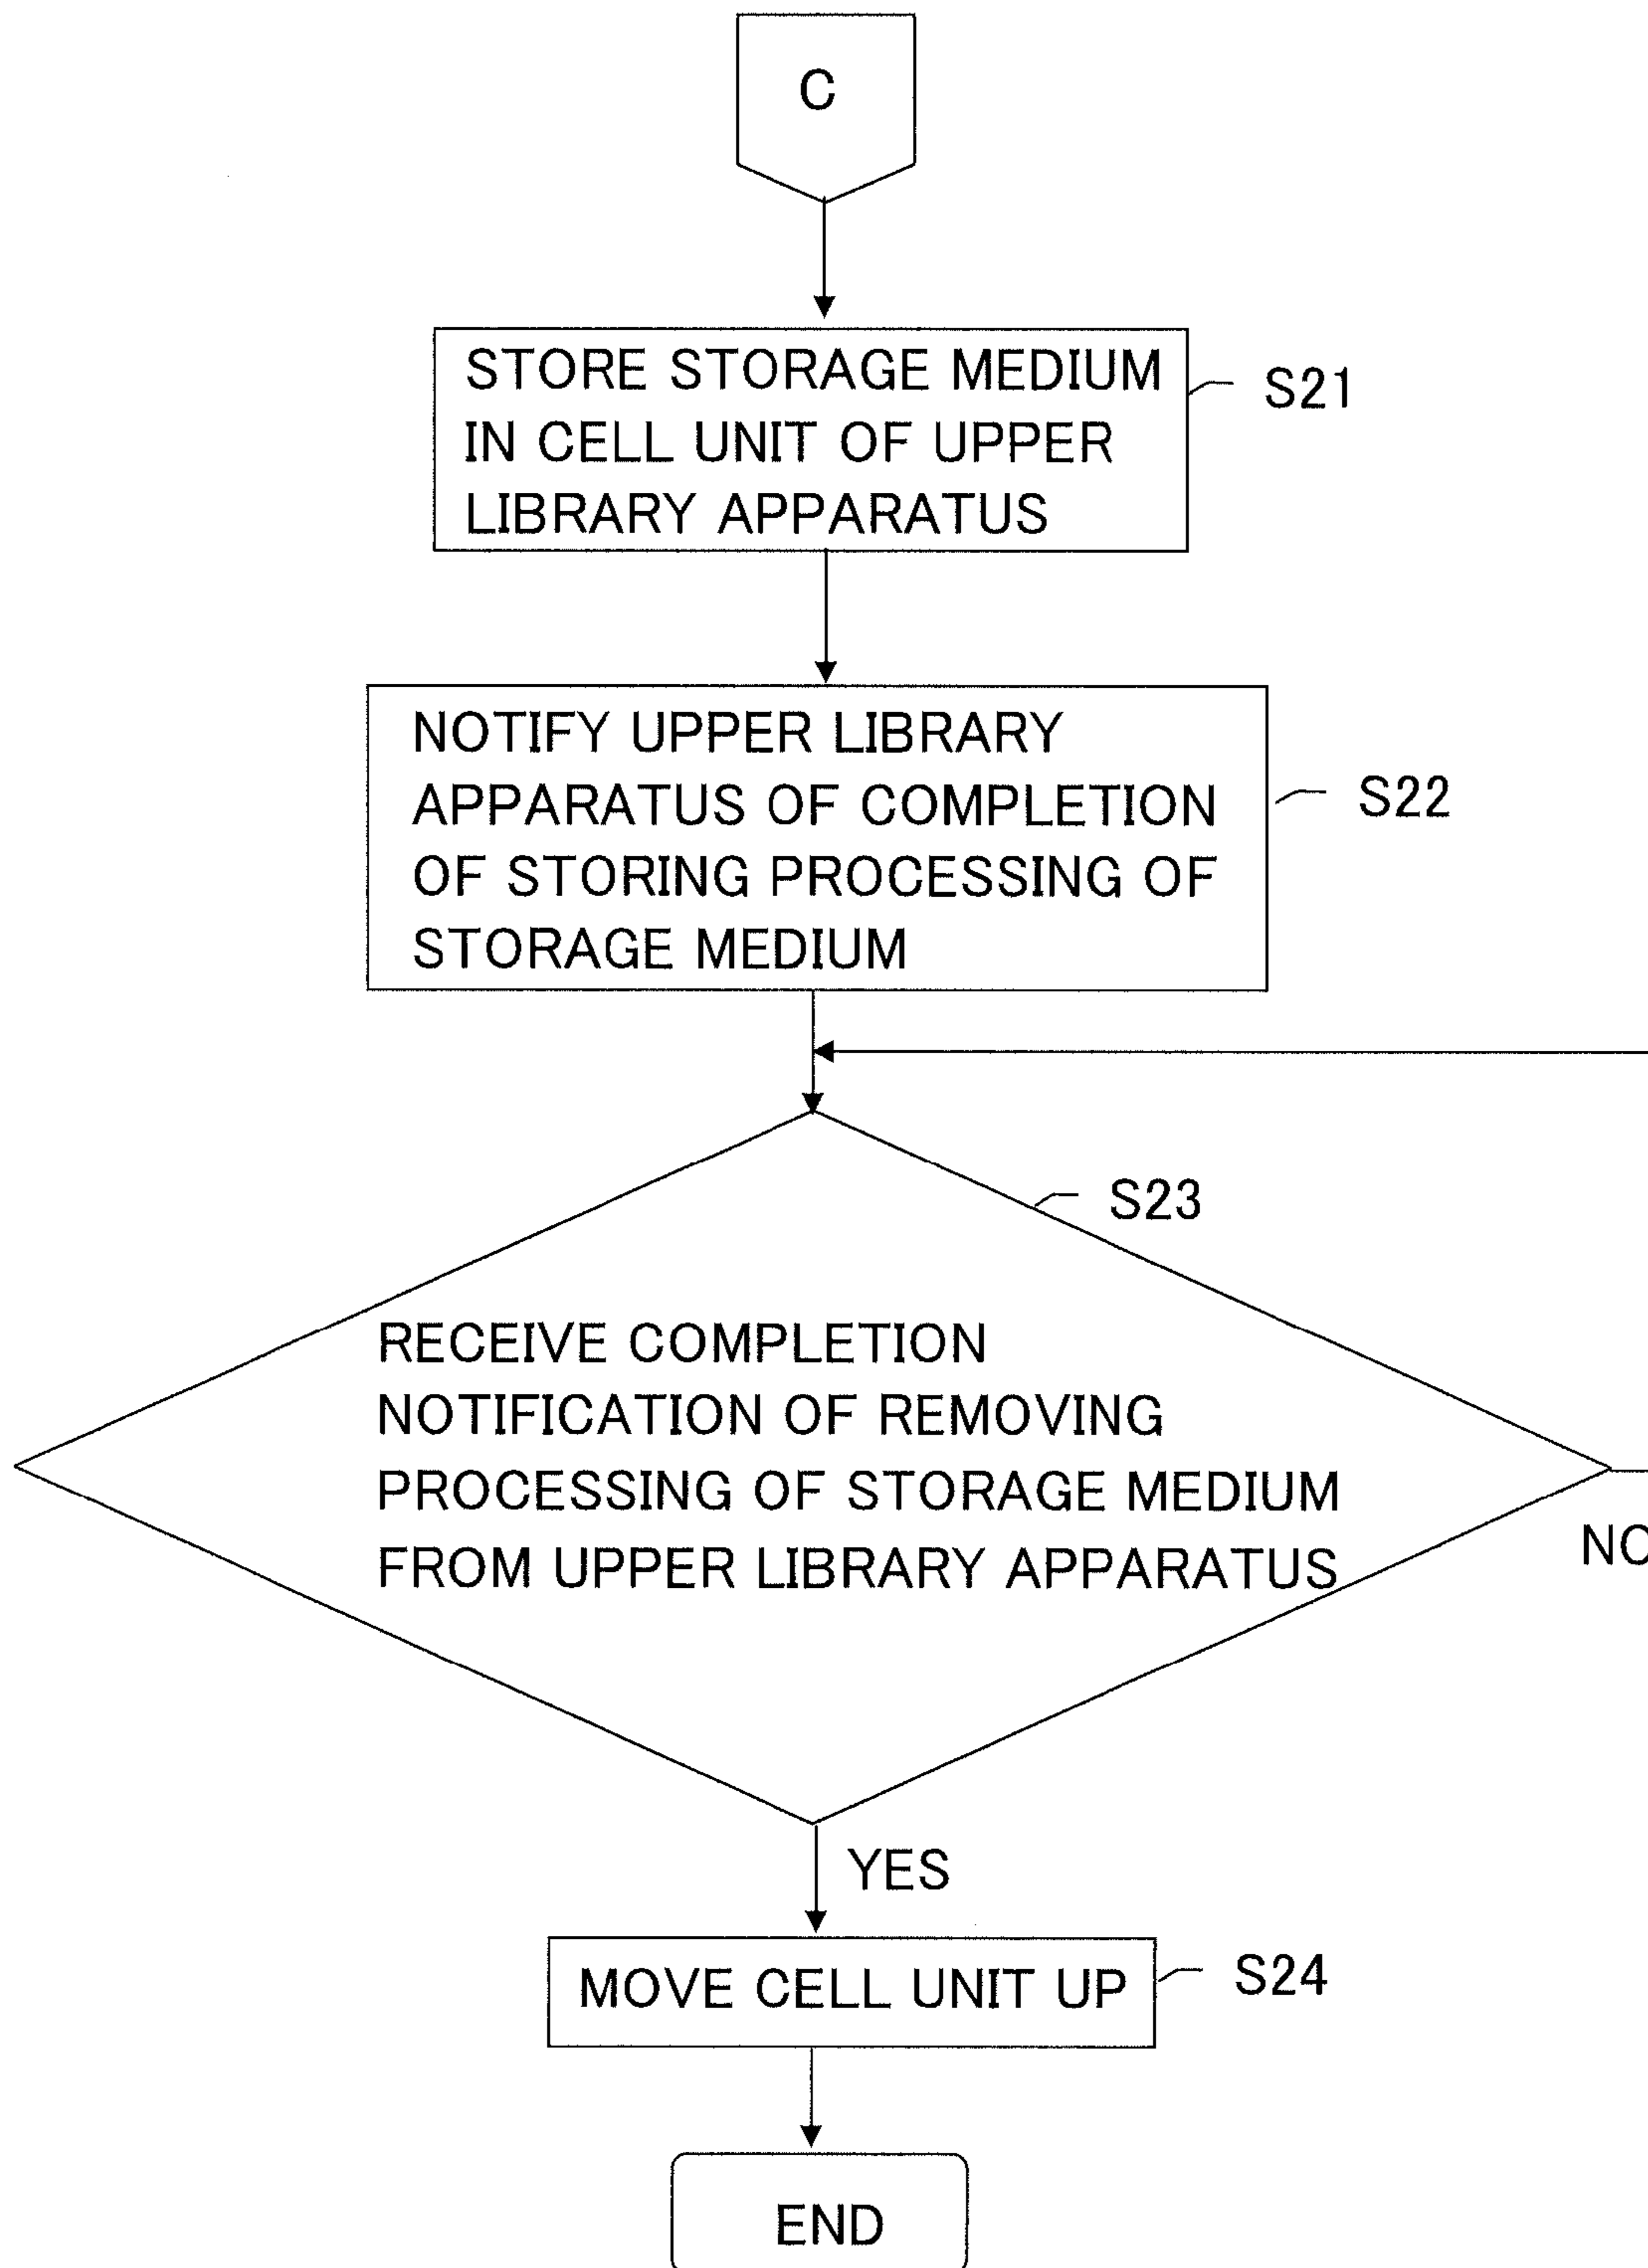 C
STORE STORAGE MEDIUM
IN CELL UNIT OF UPPER
LIBRARY APPARATUS
S21
NOTIFY UPPER LIBRARY
APPARATUS OF COMPLETION
OF STORING PROCESSING OF
STORAGE MEDIUM
S22
S23
RECEIVE COMPLETION
NOTIFICATION OF REMOVING
PROCESSING OF STORAGE MEDIUM
FROM UPPER LIBRARY APPARATUS
NO
YES
MOVE CELL UNIT UP
S24
END